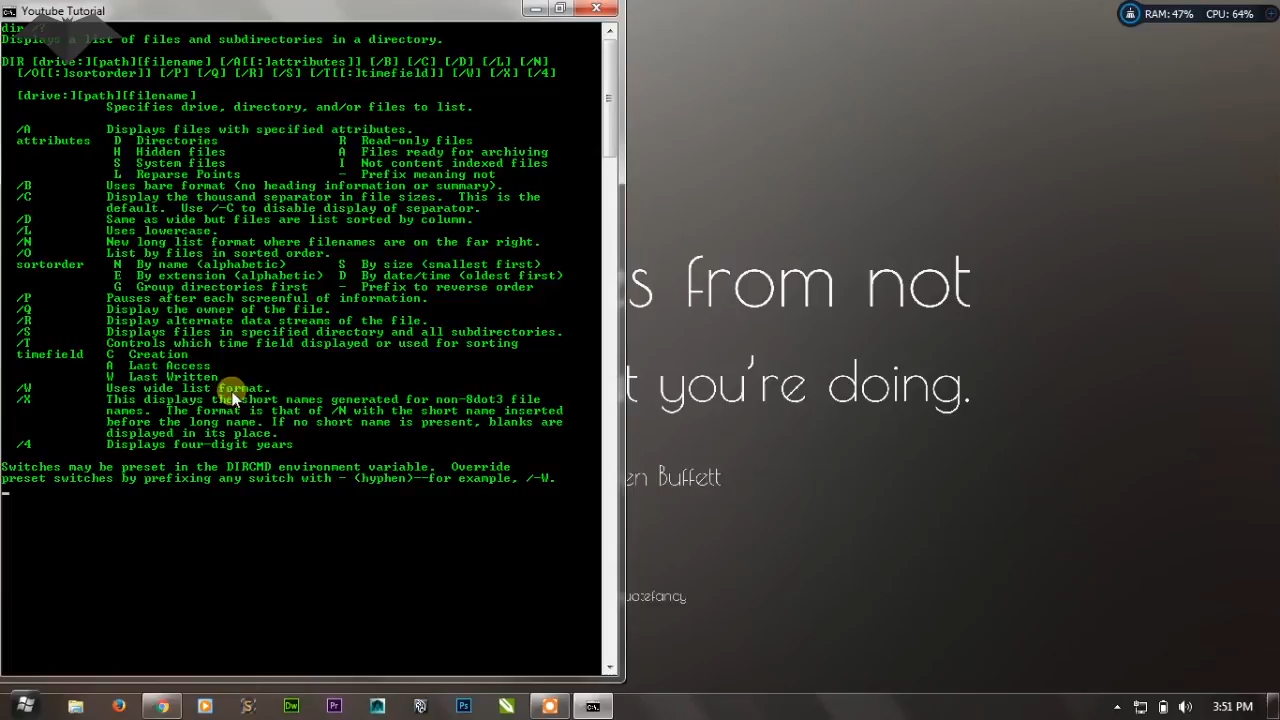 Youtube Tutorial
RAM: 47% CPU: 64%
dir /?
Displays a list of files and subdirectories in a directory.
DIR [drive:][path][filename] [/A[[:]attributes]] [/B] [/C] [/D] [/L] [/N]
[/O[[:]sortorder]] [/P] [/Q] [/R] [/S] [/T[[:]timefield]] [/W] [/X] [/4]
[drive:][path][filename]
Specifies drive, directory, and/or files to list.
/A Displays files with specified attributes.
attributes D Directories R Read-only files
H Hidden files A Files ready for archiving
S System files I Not content indexed files
L Reparse Points - Prefix meaning not
/B Uses bare format (no heading information or summary).
/C Display the thousand separator in file sizes. This is the
default. Use /-C to disable display of separator.
/D Same as wide but files are list sorted by column.
/L Uses lowercase.
/N New long list format where filenames are on the far right.
/O List by files in sorted order.
sortorder N By name (alphabetic) S By size (smallest first)
E By extension (alphabetic) D By date/time (oldest first)
G Group directories first - Prefix to reverse order
/P Pauses after each screenful of information.
/Q Display the owner of the file.
/R Display alternate data streams of the file.
/S Displays files in specified directory and all subdirectories.
/T Controls which time field displayed or used for sorting
timefield C Creation
A Last Access
W Last Written
/W Uses wide list format.
/X This displays the short names generated for non-8dot3 file
names. The format is that of /N with the short name inserted
before the long name. If no short name is present, blanks are
displayed in its place.
/4 Displays four-digit years
Switches may be preset in the DIRCMD environment variable. Override
preset switches by prefixing any switch with - (hyphen)--for example, /-W.
s from not
t you're doing.
en Buffett
uotefancy
Dw
Pr
Ps
3:51 PM